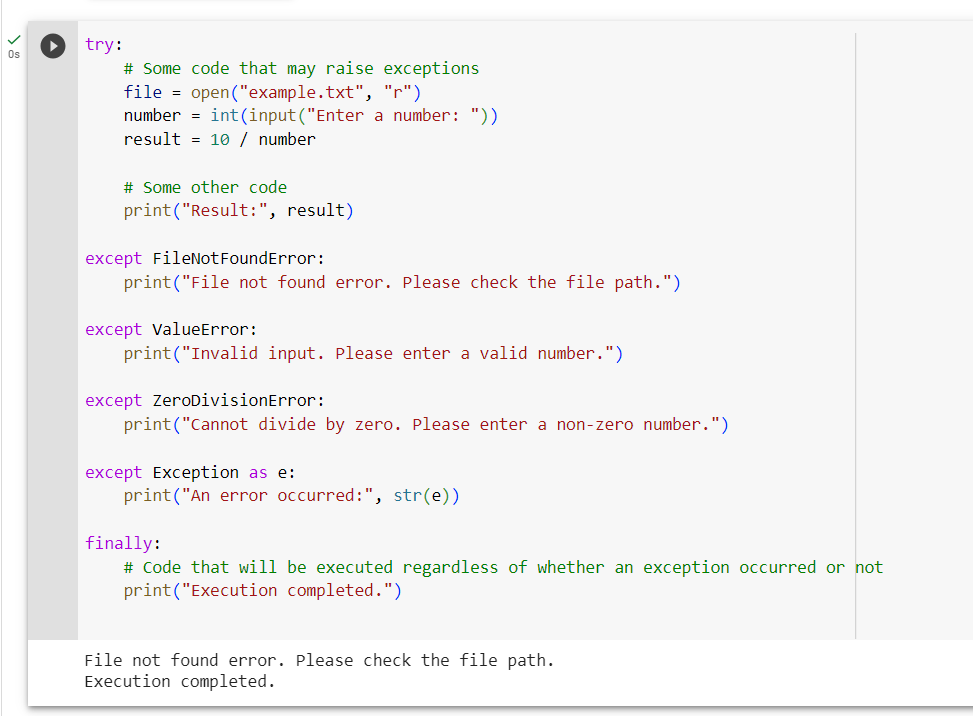 0s
try:
    # Some code that may raise exceptions
    file = open("example.txt", "r")
    number = int(input("Enter a number: "))
    result = 10 / number

    # Some other code
    print("Result:", result)

except FileNotFoundError:
    print("File not found error. Please check the file path.")

except ValueError:
    print("Invalid input. Please enter a valid number.")

except ZeroDivisionError:
    print("Cannot divide by zero. Please enter a non-zero number.")

except Exception as e:
    print("An error occurred:", str(e))

finally:
    # Code that will be executed regardless of whether an exception occurred or not
    print("Execution completed.")

File not found error. Please check the file path.
Execution completed.